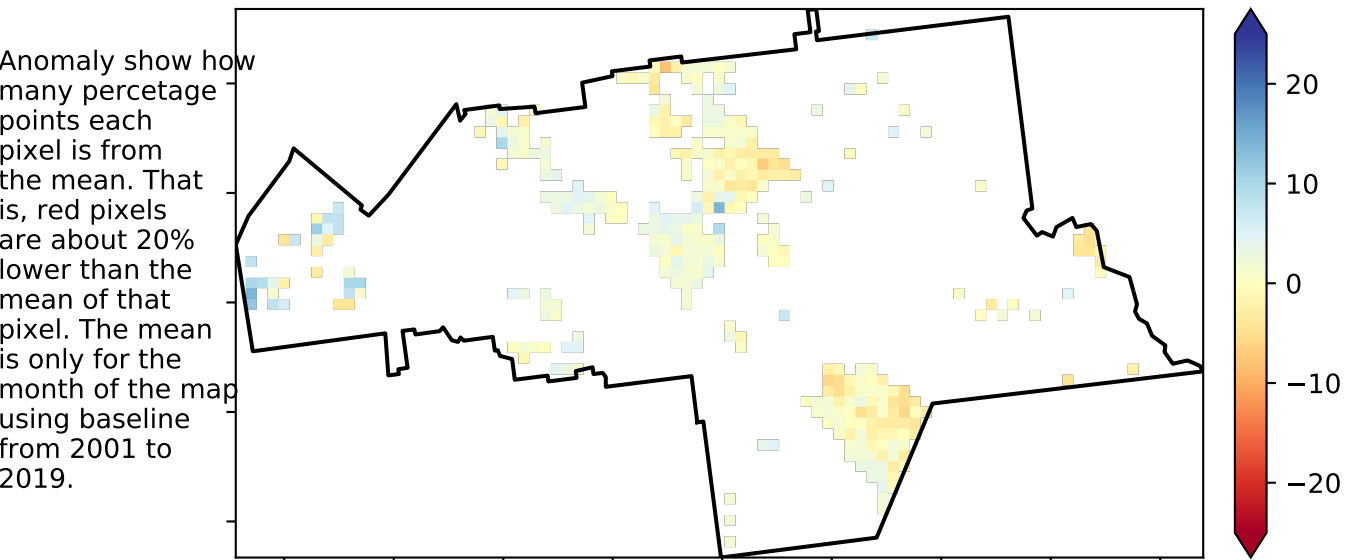 Anomaly show how
many percetage
points each
pixel is from
the mean. That
is, red pixels
are about 20%
lower than the
mean of that
pixel. The mean
is only for the
month of the map
using baseline
from 2001 to
2019.
20
10
0
−10
−20